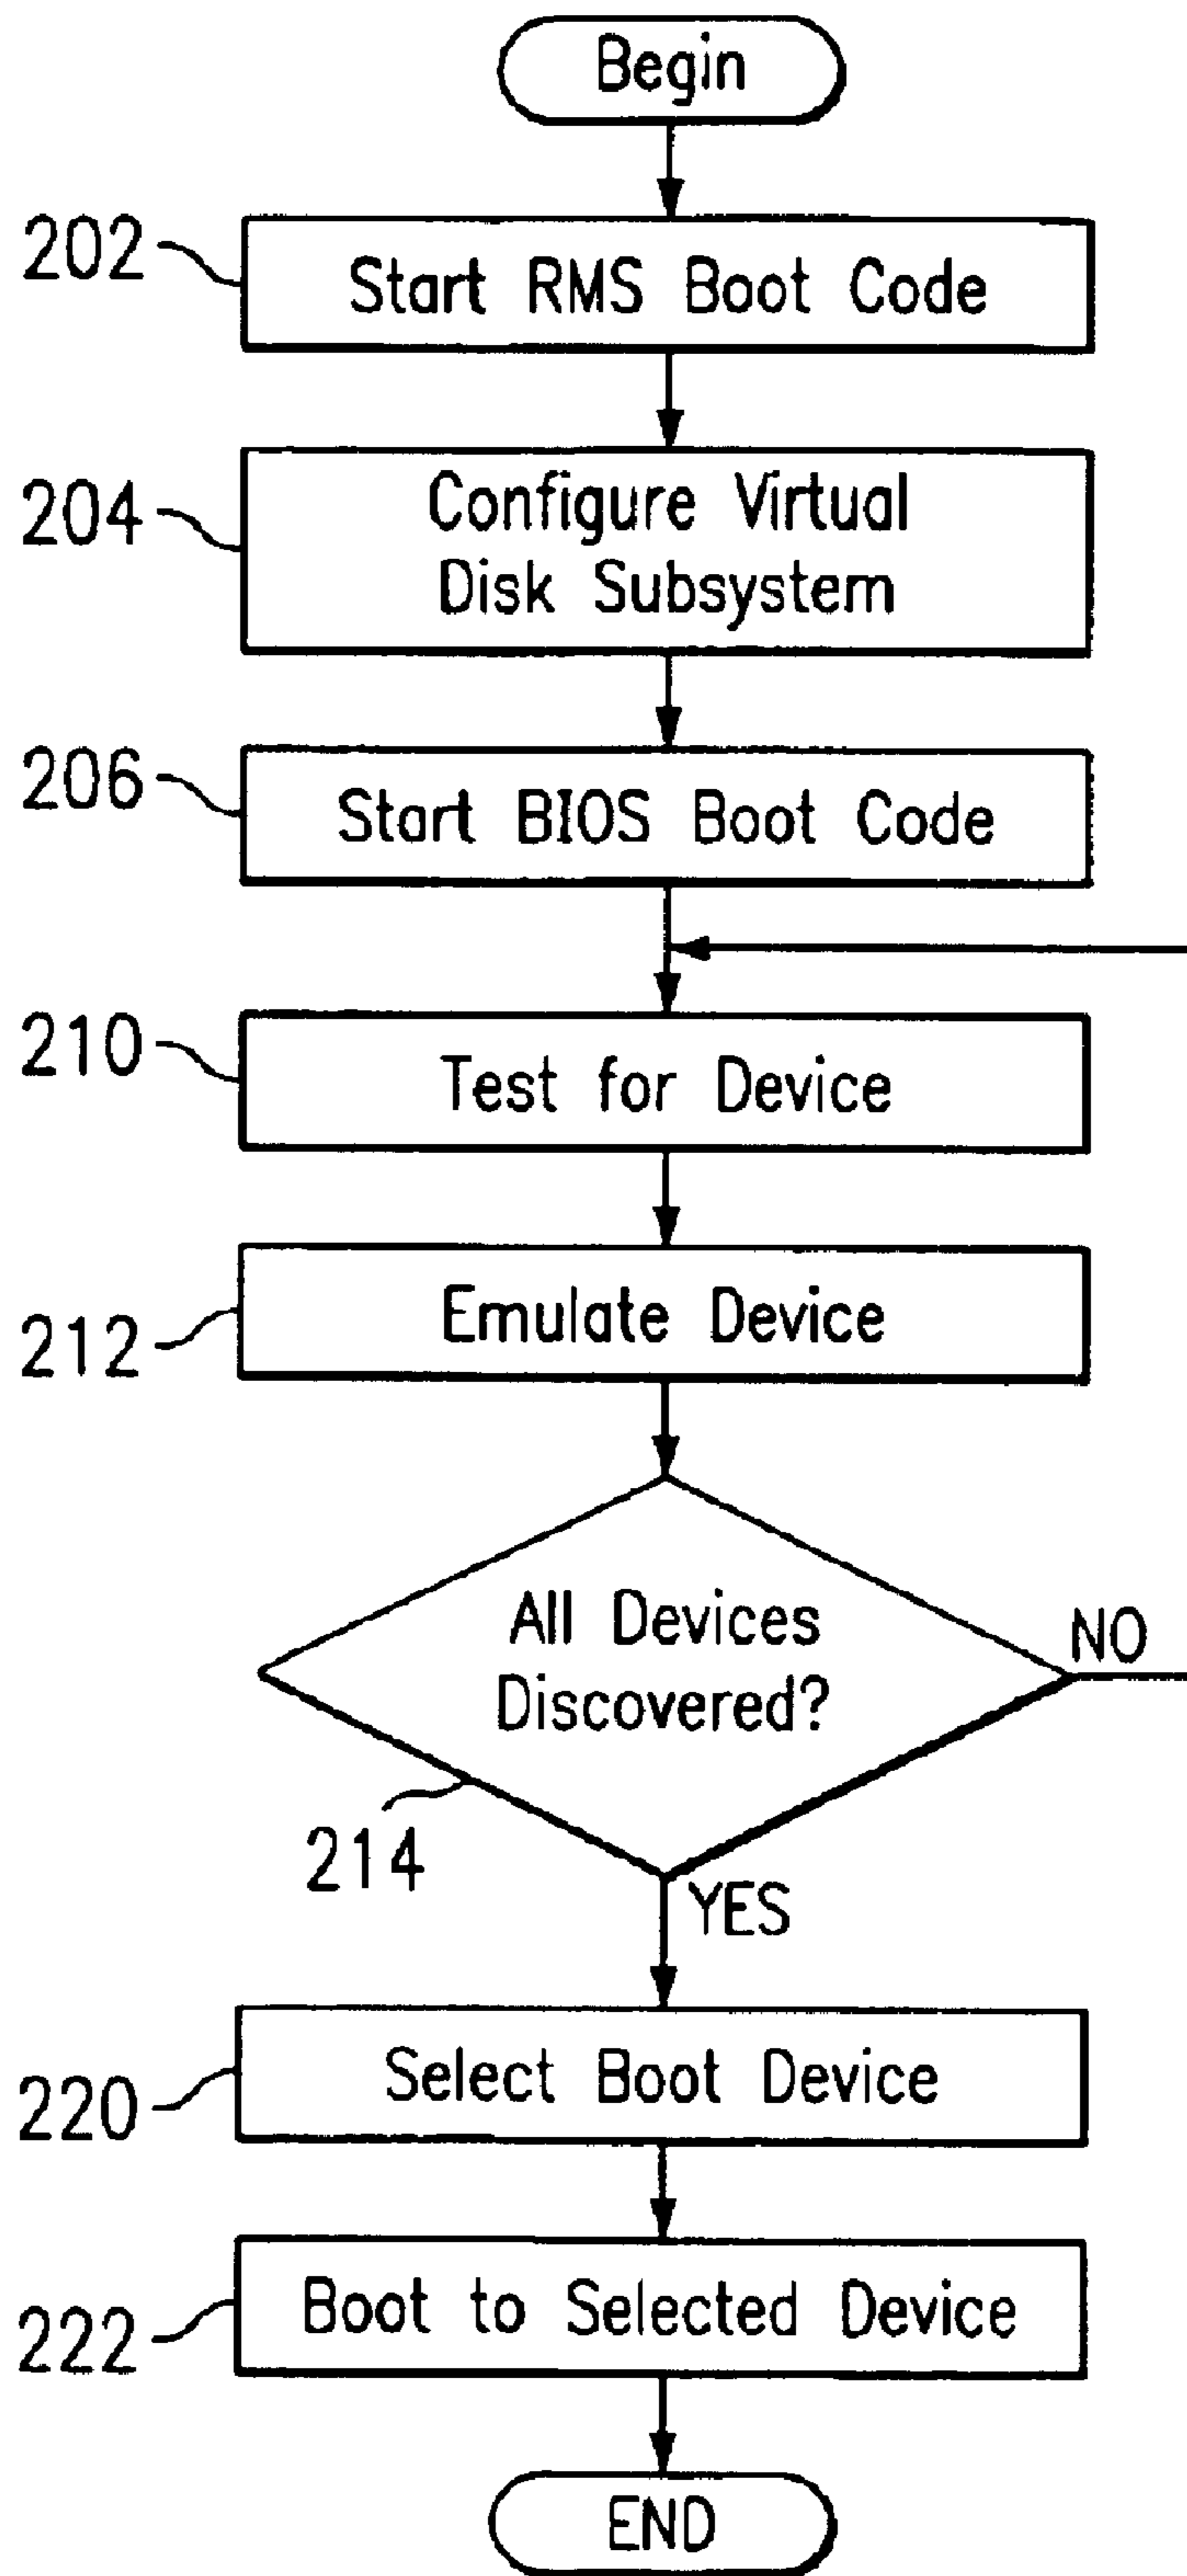 Begin
202
Start RMS Boot Code
204
Configure Virtual
Disk Subsystem
206
Start BIOS Boot Code
210
Test for Device
212
Emulate Device
All Devices
Discovered?
NO
214
YES
220
Select Boot Device
222
Boot to Selected Device
END